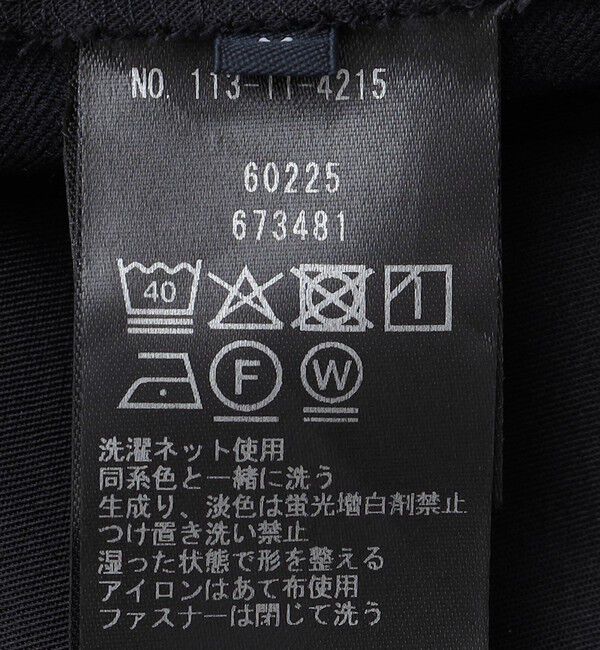 NO. 113-11-4215
60225
673481
40
F W
洗濯ネット使用
同系色と一緒に洗う
生成り、淡色は蛍光増白剤禁止
つけ置き洗い禁止
湿った状態で形を整える
アイロンはあて布使用
ファスナーは閉じて洗う